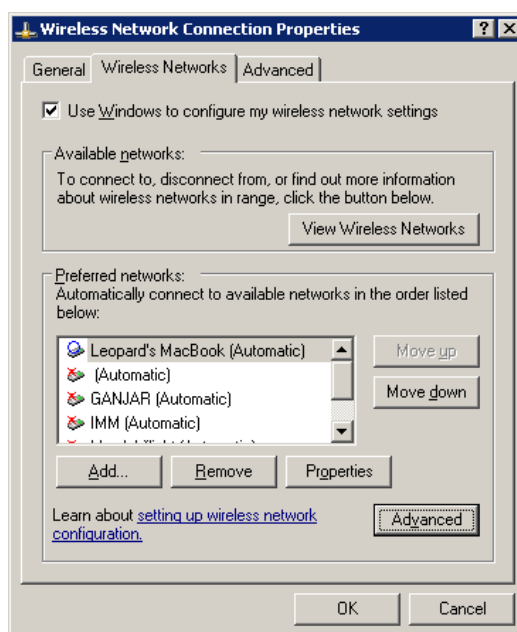 Wireless Network Connection Properties
General Wireless Networks Advanced
Use Windows to configure my wireless network settings
Available networks:
To connect to, disconnect from, or find out more information
about wireless networks in range, click the button below.
View Wireless Networks
Preferred networks:
Automatically connect to available networks in the order listed
below:
Leopard's MacBook (Automatic)
(Automatic)
GANJAR (Automatic)
IMM (Automatic)
Move up
Move down
Add... Remove Properties
Learn about setting up wireless network
configuration.
Advanced
OK Cancel